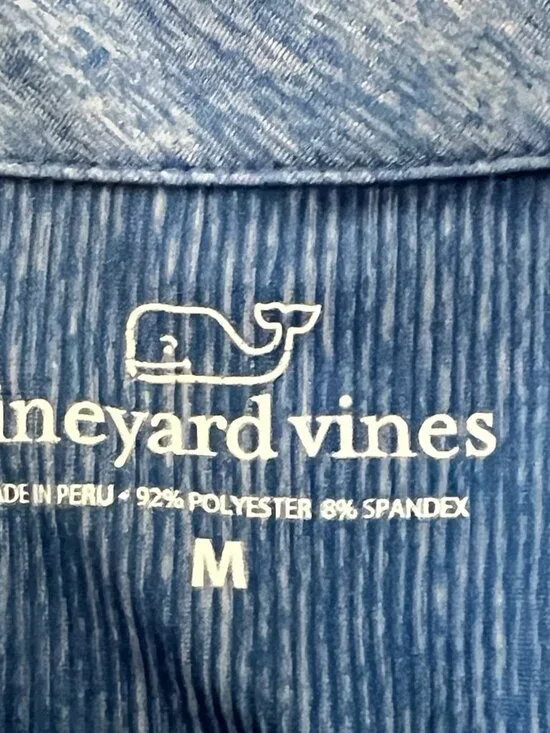 ineyard vines
ADE IN PERU • 92% POLYESTER 8% SPANDEX
M